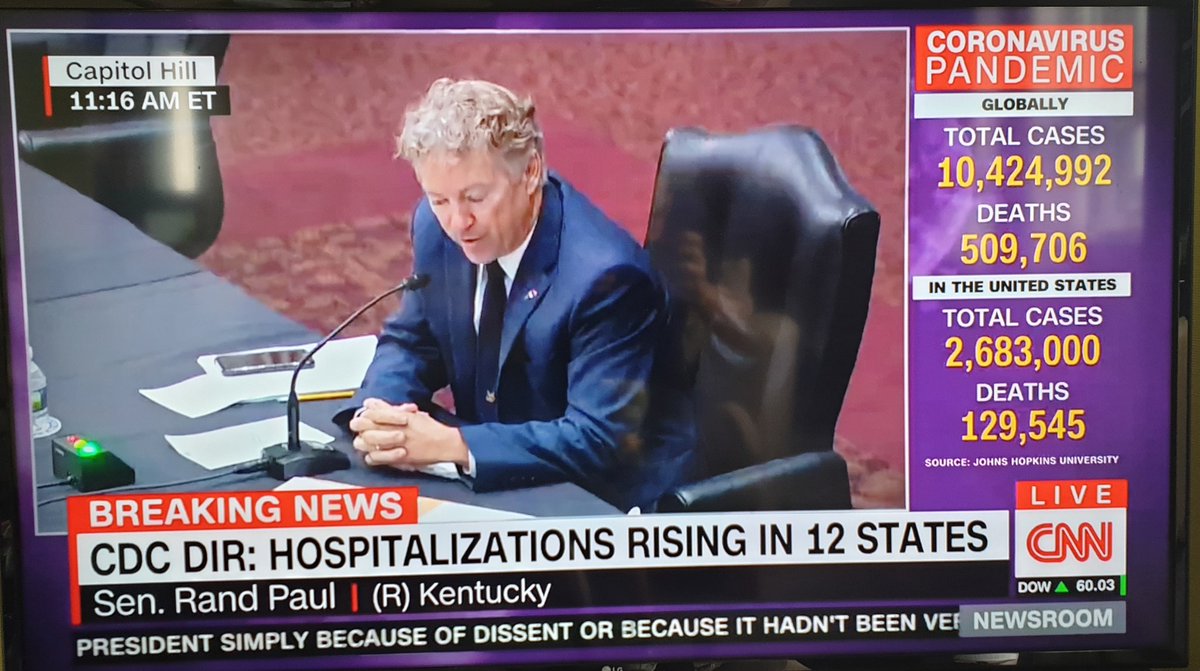 Capitol Hill
11:16 AM ET
CORONAVIRUS
PANDEMIC
GLOBALLY
TOTAL CASES
10,424,992
DEATHS
509,706
IN THE UNITED STATES
TOTAL CASES
2,683,000
DEATHS
129,545
SOURCE: JOHNS HOPKINS UNIVERSITY
BREAKING NEWS
CDC DIR: HOSPITALIZATIONS RISING IN 12 STATES
Sen. Rand Paul | (R) Kentucky
LIVE
CNN
DOW ▲ 60.03
PRESIDENT SIMPLY BECAUSE OF DISSENT OR BECAUSE IT HADN'T BEEN
NEWSROOM
LG